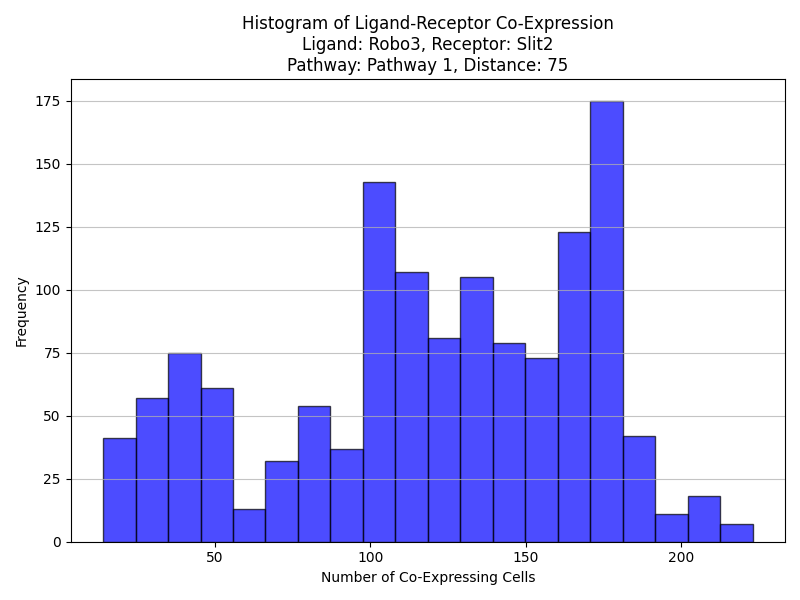 Histogram of Ligand-Receptor Co-Expression
Ligand: Robo3, Receptor: Slit2
Pathway: Pathway 1, Distance: 75
175
150
125
100
75
50
25
0
Frequency
50 100 150 200
Number of Co-Expressing Cells